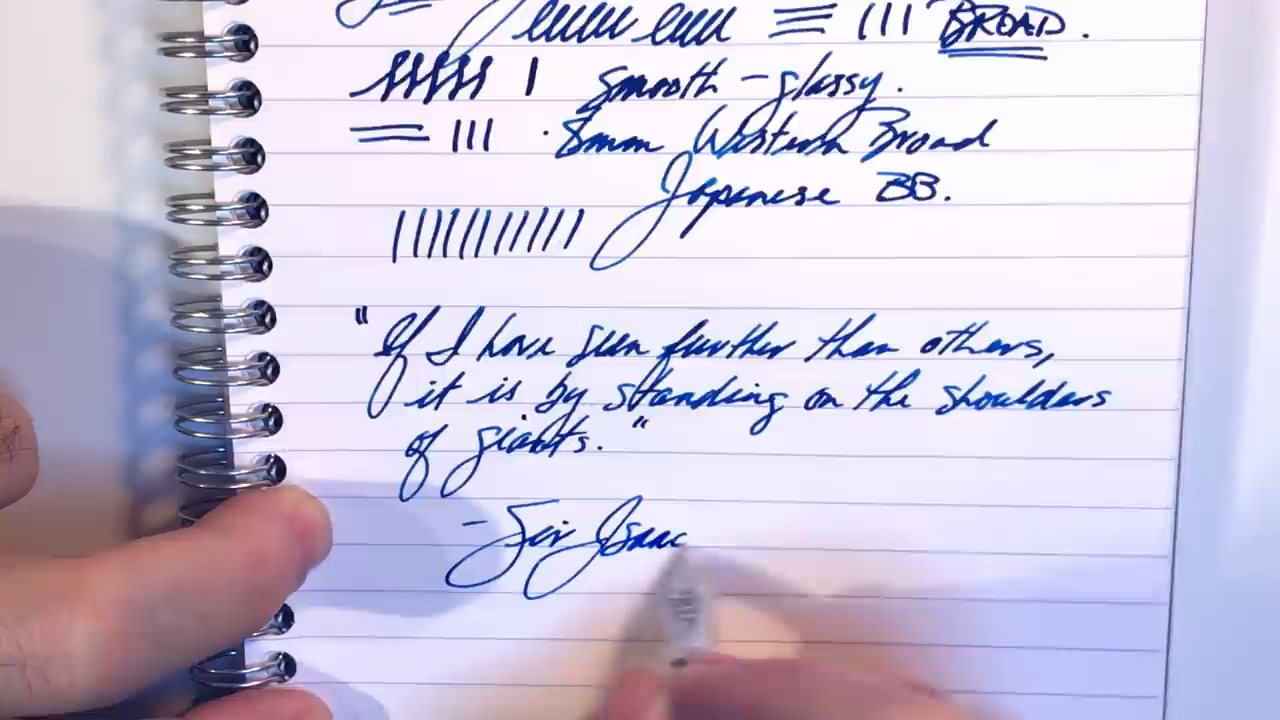 BROAD.
smooth - glassy.
.8mm Western Broad
Japanese BB.
"If I have seen further than others,
it is by standing on the shoulders
of giants."
- Sir Isaac